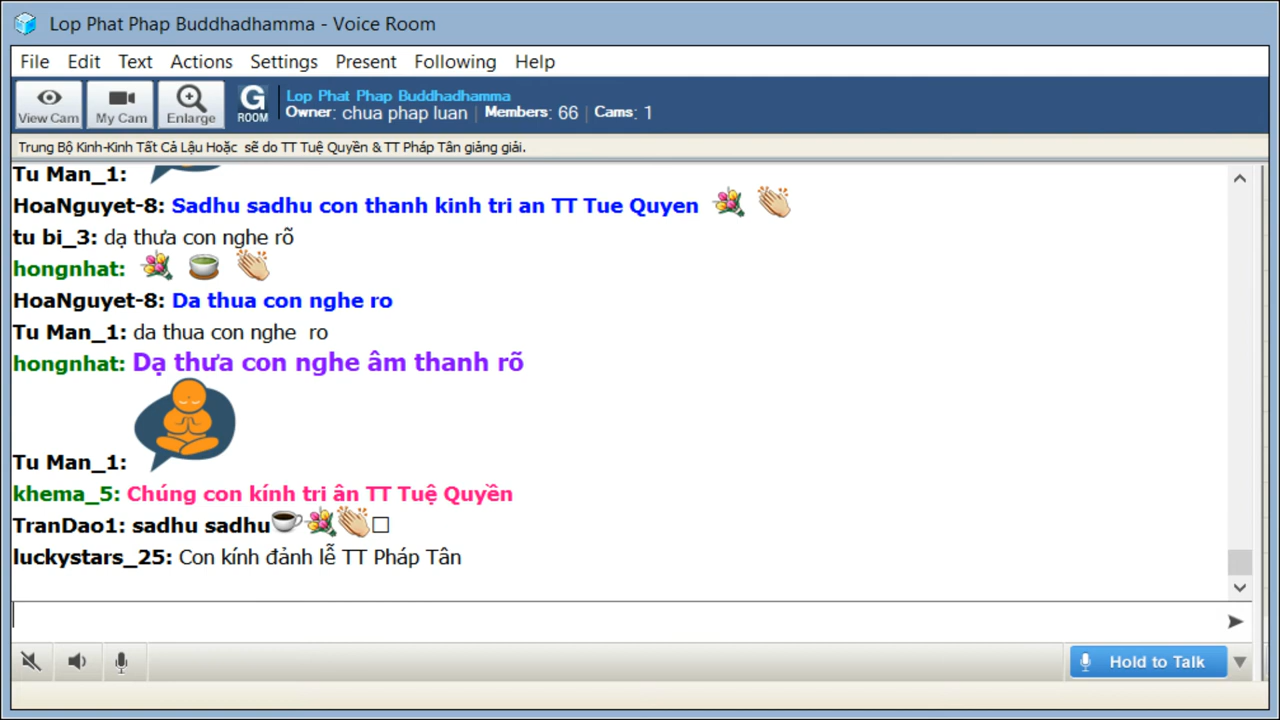 Lop Phat Phap Buddhadhamma - Voice Room
File Edit Text Actions Settings Present Following Help
View Cam My Cam Enlarge G ROOM
Lop Phat Phap Buddhadhamma
Owner: chua phap luan | Members: 66 | Cams: 1
Trung Bộ Kinh-Kinh Tất Cả Lậu Hoặc sẽ do TT Tuệ Quyền & TT Pháp Tân giảng giải.
Tu Man_1:
HoaNguyet-8: Sadhu sadhu con thanh kinh tri an TT Tue Quyen
tu bi_3: dạ thưa con nghe rõ
hongnhat:
HoaNguyet-8: Da thua con nghe ro
Tu Man_1: da thua con nghe ro
hongnhat: Dạ thưa con nghe âm thanh rõ
Tu Man_1:
khema_5: Chúng con kính tri ân TT Tuệ Quyền
TranDao1: sadhu sadhu
luckystars_25: Con kính đảnh lễ TT Pháp Tân
Hold to Talk